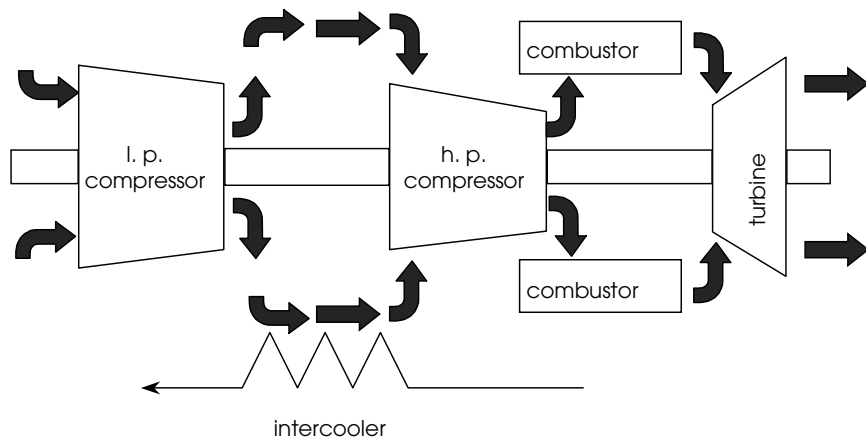 combustor
l. p.
compressor
h. p.
compressor
turbine
combustor
intercooler